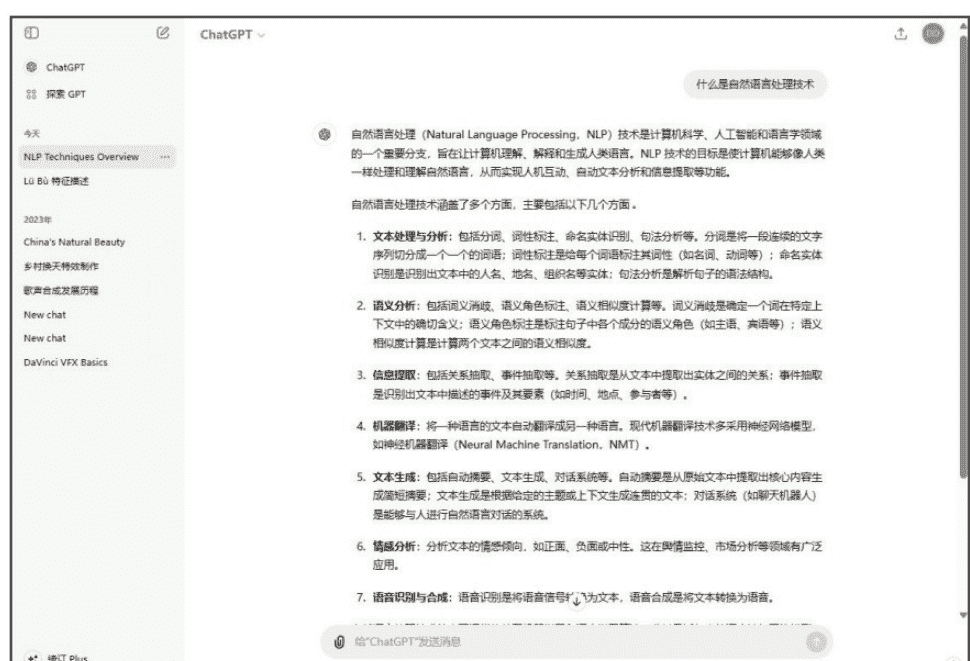 ChatGPT
探索 GPT
今天
NLP Techniques Overview
Lü Bù 特征描述
2023年
China's Natural Beauty
乡村换天特效制作
歌声合成发展历程
New chat
New chat
DaVinci VFX Basics
Plus
ChatGPT
什么是自然语言处理技术
自然语言处理（Natural Language Processing，NLP）技术是计算机科学、人工智能和语言学领域
的一个重要分支，旨在让计算机理解、解释和生成人类语言。NLP 技术的目标是使计算机能够像人类
一样处理和理解自然语言，从而实现人机互动、自动文本分析和信息提取等功能。
自然语言处理技术涵盖了多个方面，主要包括以下几个方面。
1. 文本处理与分析：包括分词、词性标注、命名实体识别、句法分析等。分词是将一段连续的文字
序列切分成一个一个的词语；词性标注是给每个词语标注其词性（如名词、动词等）；命名实体
识别是识别出文本中的人名、地名、组织名等实体；句法分析是解析句子的语法结构。
2. 语义分析：包括词义消歧、语义角色标注、语义相似度计算等。词义消歧是确定一个词在特定上
下文中的确切含义；语义角色标注是标注句子中各个成分的语义角色（如主语、宾语等）；语义
相似度计算是计算两个文本之间的语义相似度。
3. 信息提取：包括关系抽取、事件抽取等。关系抽取是从文本中提取出实体之间的关系；事件抽取
是识别出文本中描述的事件及其要素（如时间、地点、参与者等）。
4. 机器翻译：将一种语言的文本自动翻译成另一种语言。现代机器翻译技术多采用神经网络模型，
如神经机器翻译（Neural Machine Translation，NMT）。
5. 文本生成：包括自动摘要、文本生成、对话系统等。自动摘要是从原始文本中提取出核心内容生
成简短摘要；文本生成是根据给定的主题或上下文生成连贯的文本；对话系统（如聊天机器人）
是能够与人进行自然语言对话的系统。
6. 情感分析：分析文本的情感倾向，如正面、负面或中性。这在舆情监控、市场分析等领域有广泛
应用。
7. 语音识别与合成：语音识别是将语音信号转换为文本，语音合成是将文本转换为语音。
给"ChatGPT"发送消息